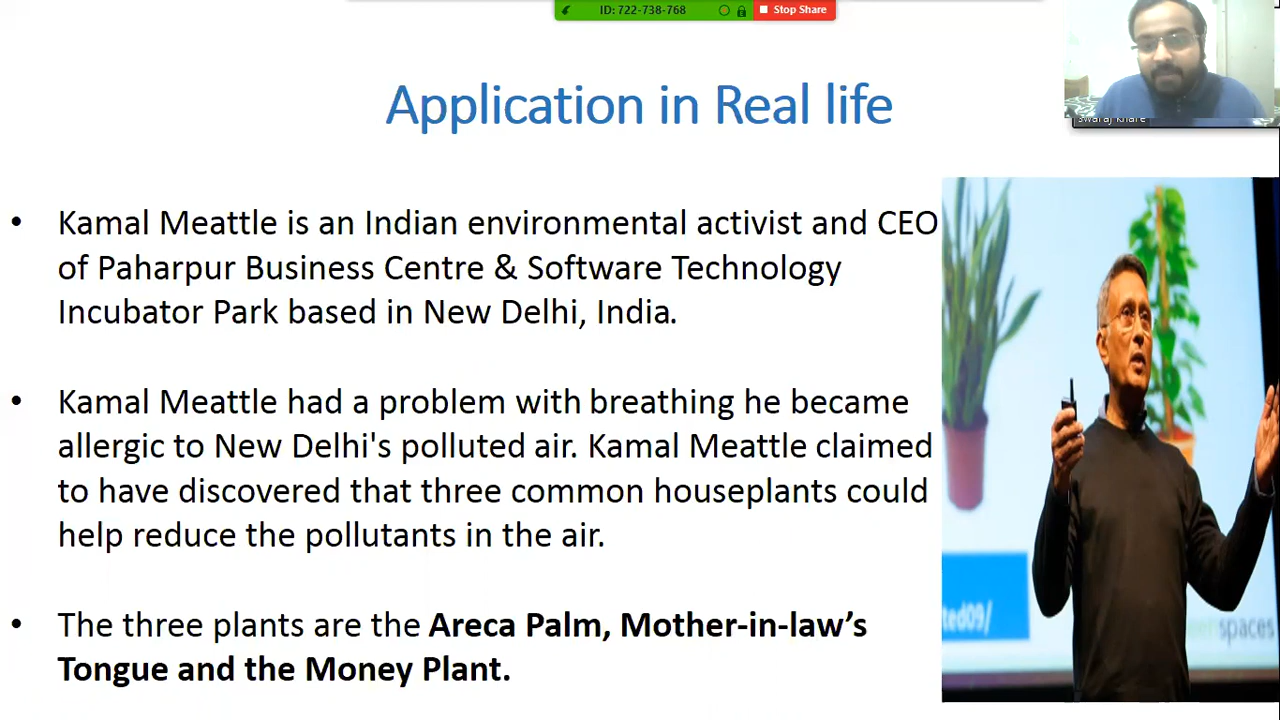 ID: 722-738-768 Stop Share
swaraj khare
Application in Real life
• Kamal Meattle is an Indian environmental activist and CEO
of Paharpur Business Centre & Software Technology
Incubator Park based in New Delhi, India.
• Kamal Meattle had a problem with breathing he became
allergic to New Delhi's polluted air. Kamal Meattle claimed
to have discovered that three common houseplants could
help reduce the pollutants in the air.
• The three plants are the Areca Palm, Mother-in-law’s
Tongue and the Money Plant.
ted09/
spaces